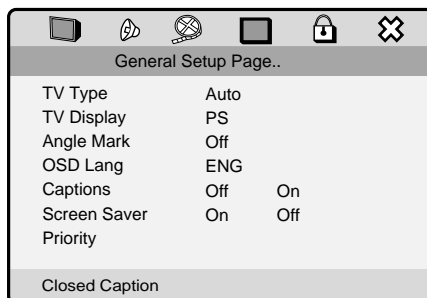 General Setup Page..
TV Type Auto
TV Display PS
Angle Mark Off
OSD Lang ENG
Captions Off On
Screen Saver On Off
Priority
Closed Caption